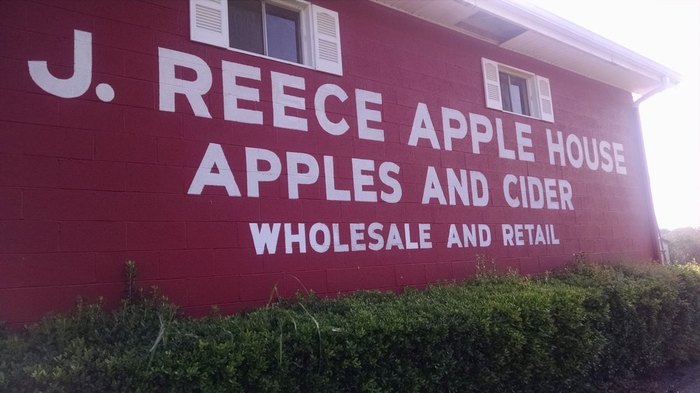 J. REECE APPLE HOUSE
APPLES AND CIDER
WHOLESALE AND RETAIL